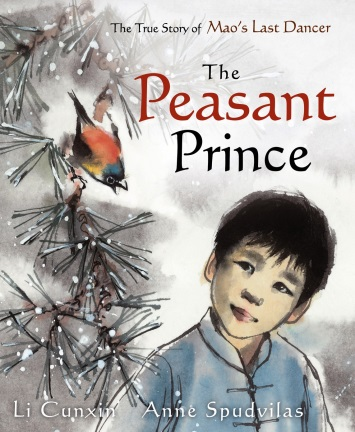 The True Story of Mao's Last Dancer
The
Peasant
Prince
Li Cunxin Anne Spudvilas